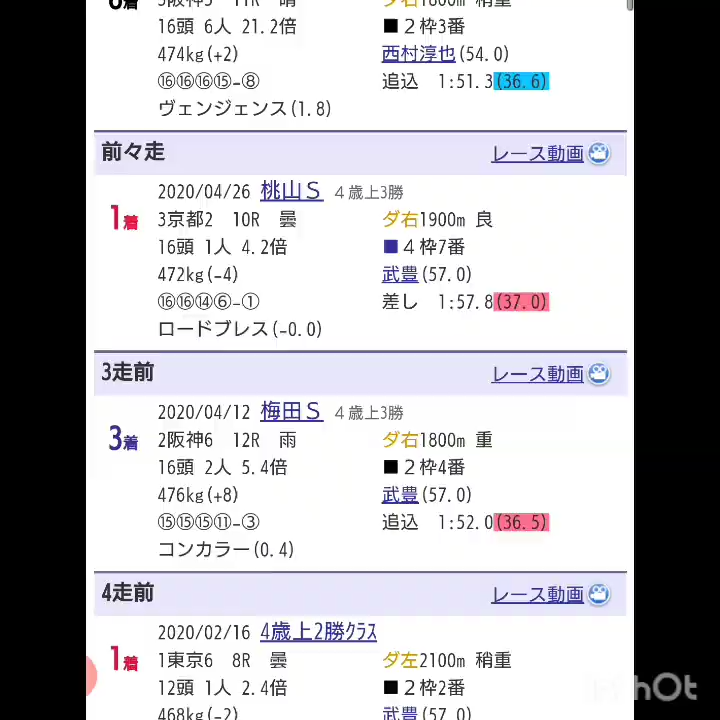 16頭 6人 21.2倍 ■2枠3番
474kg(+2) 西村淳也(54.0)
⑯⑯⑯⑮-⑧ 追込 1:51.3(36.6)
ヴェンジェンス(1.8)
前々走 レース動画
2020/04/26 桃山S 4歳上3勝
1着 3京都2 10R 曇 ダ右1900m 良
16頭 1人 4.2倍 ■4枠7番
472kg(-4) 武豊(57.0)
⑯⑯⑭⑥-① 差し 1:57.8(37.0)
ロードブレス(-0.0)
3走前 レース動画
2020/04/12 梅田S 4歳上3勝
3着 2阪神6 12R 雨 ダ右1800m 重
16頭 2人 5.4倍 ■2枠4番
476kg(+8) 武豊(57.0)
⑮⑮⑮⑪-③ 追込 1:52.0(36.5)
コンカラー(0.4)
4走前 レース動画
2020/02/16 4歳上2勝ｸﾗｽ
1着 1東京6 8R 曇 ダ左2100m 稍重
12頭 1人 2.4倍 ■2枠2番
468kg(-2) 武豊(57.0)